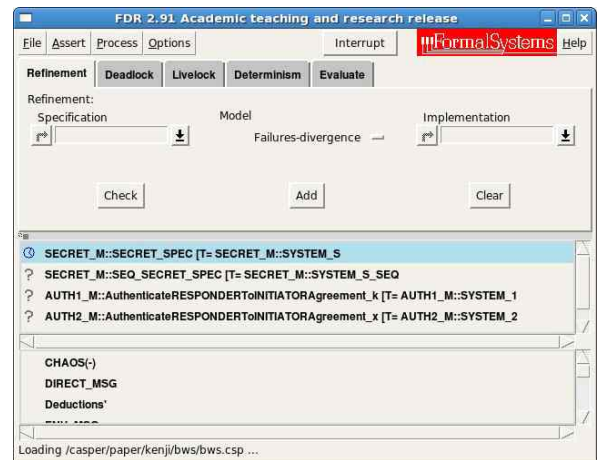 FDR 2.91 Academic teaching and research release
File Assert Process Options Interrupt FormalSystems Help
Refinement Deadlock Livelock Determinism Evaluate
Refinement:
Specification Model Implementation
Failures-divergence
Check Add Clear
SECRET_M::SECRET_SPEC [T= SECRET_M::SYSTEM_S
? SECRET_M::SEQ_SECRET_SPEC [T= SECRET_M::SYSTEM_S_SEQ
? AUTH1_M::AuthenticateRESPONDERToINITIATORAgreement_k [T= AUTH1_M::SYSTEM_1
? AUTH2_M::AuthenticateRESPONDERToINITIATORAgreement_x [T= AUTH2_M::SYSTEM_2
CHAOS(-)
DIRECT_MSG
Deductions'
Loading /casper/paper/kenji/bws/bws.csp ...